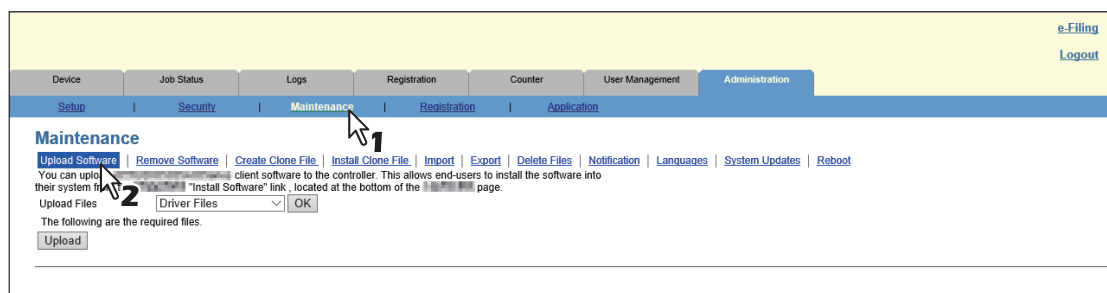 e-Filing
Logout
Device Job Status Logs Registration Counter User Management Administration
Setup | Security | Maintenance | Registration | Application
1
Maintenance
Upload Software | Remove Software | Create Clone File | Install Clone File | Import | Export | Delete Files | Notification | Languages | System Updates | Reboot
You can upload client software to the controller. This allows end-users to install the software into
their system "Install Software" link , located at the bottom of the page.
2
Upload Files Driver Files OK
The following are the required files.
Upload